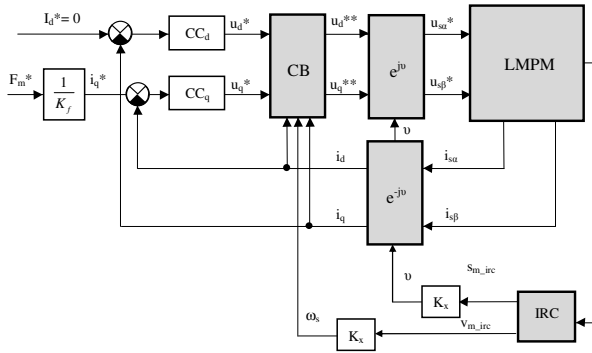 I_d*= 0
F_m*
1
K_f
i_q*
CC_d
CC_q
u_d*
u_q*
CB
u_d**
u_q**
e^jυ
u_sα*
u_sβ*
LMPM
υ
i_d
i_q
e^-jυ
i_sα
i_sβ
υ
s_m_irc
K_x
IRC
ω_s
K_x
v_m_irc